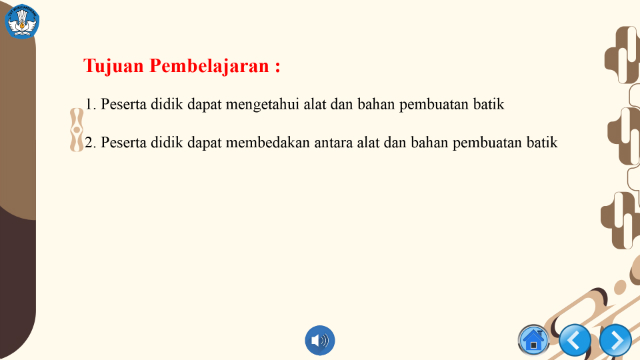 Tujuan Pembelajaran :
1. Peserta didik dapat mengetahui alat dan bahan pembuatan batik
2. Peserta didik dapat membedakan antara alat dan bahan pembuatan batik